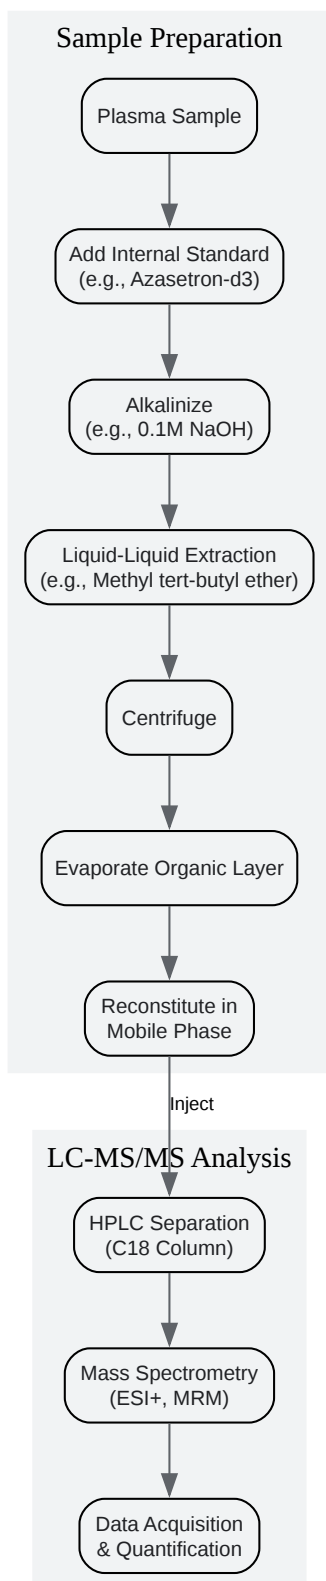 Sample Preparation
Plasma Sample
Add Internal Standard
(e.g., Azasetron-d3)
Alkalinize
(e.g., 0.1M NaOH)
Liquid-Liquid Extraction
(e.g., Methyl tert-butyl ether)
Centrifuge
Evaporate Organic Layer
Reconstitute in
Mobile Phase
Inject
LC-MS/MS Analysis
HPLC Separation
(C18 Column)
Mass Spectrometry
(ESI+, MRM)
Data Acquisition
& Quantification